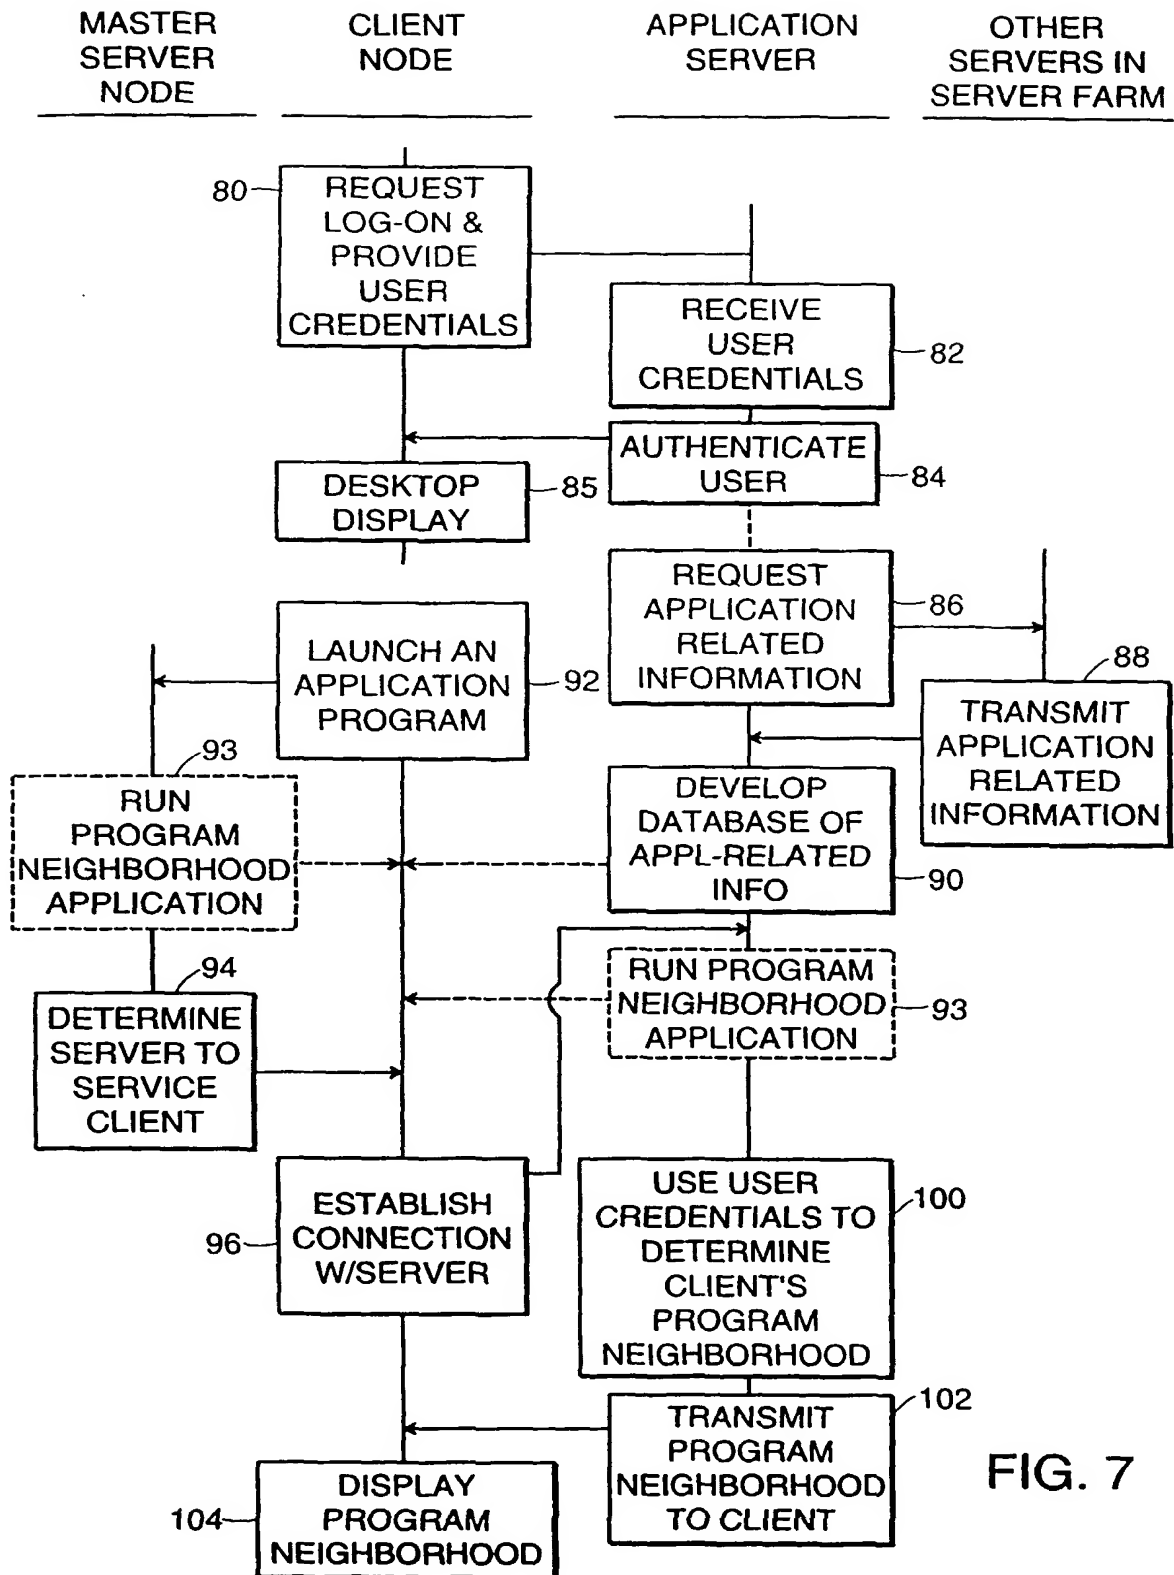 MASTER
SERVER
NODE
CLIENT
NODE
APPLICATION
SERVER
OTHER
SERVERS IN
SERVER FARM
80
REQUEST
LOG-ON &
PROVIDE
USER
CREDENTIALS
RECEIVE
USER
CREDENTIALS
82
AUTHENTICATE
USER
84
DESKTOP
DISPLAY
85
REQUEST
APPLICATION
RELATED
INFORMATION
86
88
TRANSMIT
APPLICATION
RELATED
INFORMATION
LAUNCH AN
APPLICATION
PROGRAM
92
93
RUN
PROGRAM
NEIGHBORHOOD
APPLICATION
DEVELOP
DATABASE OF
APPL-RELATED
INFO
90
RUN PROGRAM
NEIGHBORHOOD
APPLICATION
93
94
DETERMINE
SERVER TO
SERVICE
CLIENT
96
ESTABLISH
CONNECTION
W/SERVER
USE USER
CREDENTIALS TO
DETERMINE
CLIENT'S
PROGRAM
NEIGHBORHOOD
100
TRANSMIT
PROGRAM
NEIGHBORHOOD
TO CLIENT
102
104
DISPLAY
PROGRAM
NEIGHBORHOOD
FIG. 7